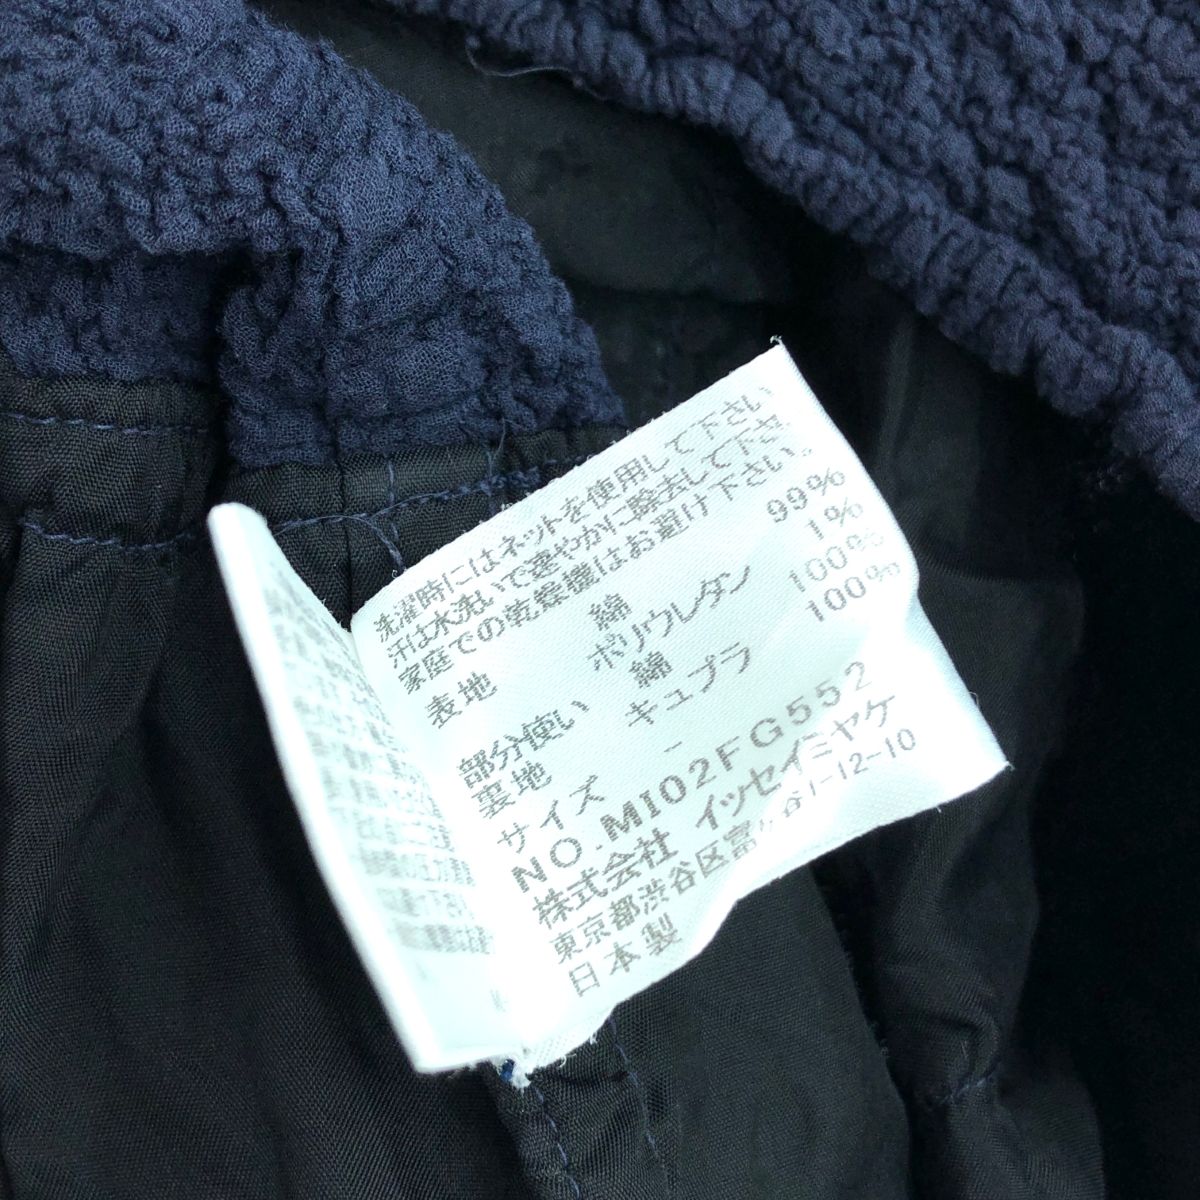 洗濯時にはネットを使用して下さい
汗は水洗いで速やかに除去して下さ
家庭での乾燥機はお避け下さい。
表地 綿 99%
ポリウレタン 1%
部分使い 綿 100%
裏地 キュプラ 100%
サイズ -
NO.MI02FG552
株式会社 イッセイミヤケ
東京都渋谷区富ヶ谷1-12-10
日本製